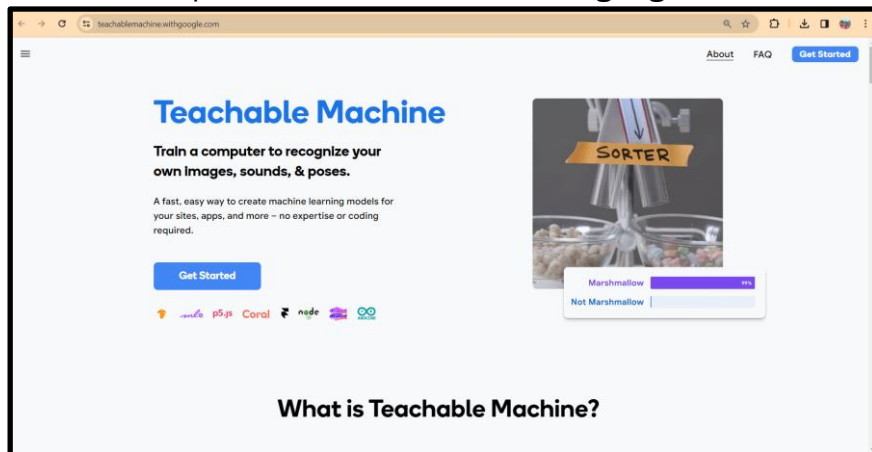 teachablemachine.withgoogle.com
About FAQ Get Started
Teachable Machine
Train a computer to recognize your
own images, sounds, & poses.
A fast, easy way to create machine learning models for
your sites, apps, and more – no expertise or coding
required.
Get Started
p5.js Coral node
SORTER
Marshmallow 99%
Not Marshmallow
What is Teachable Machine?